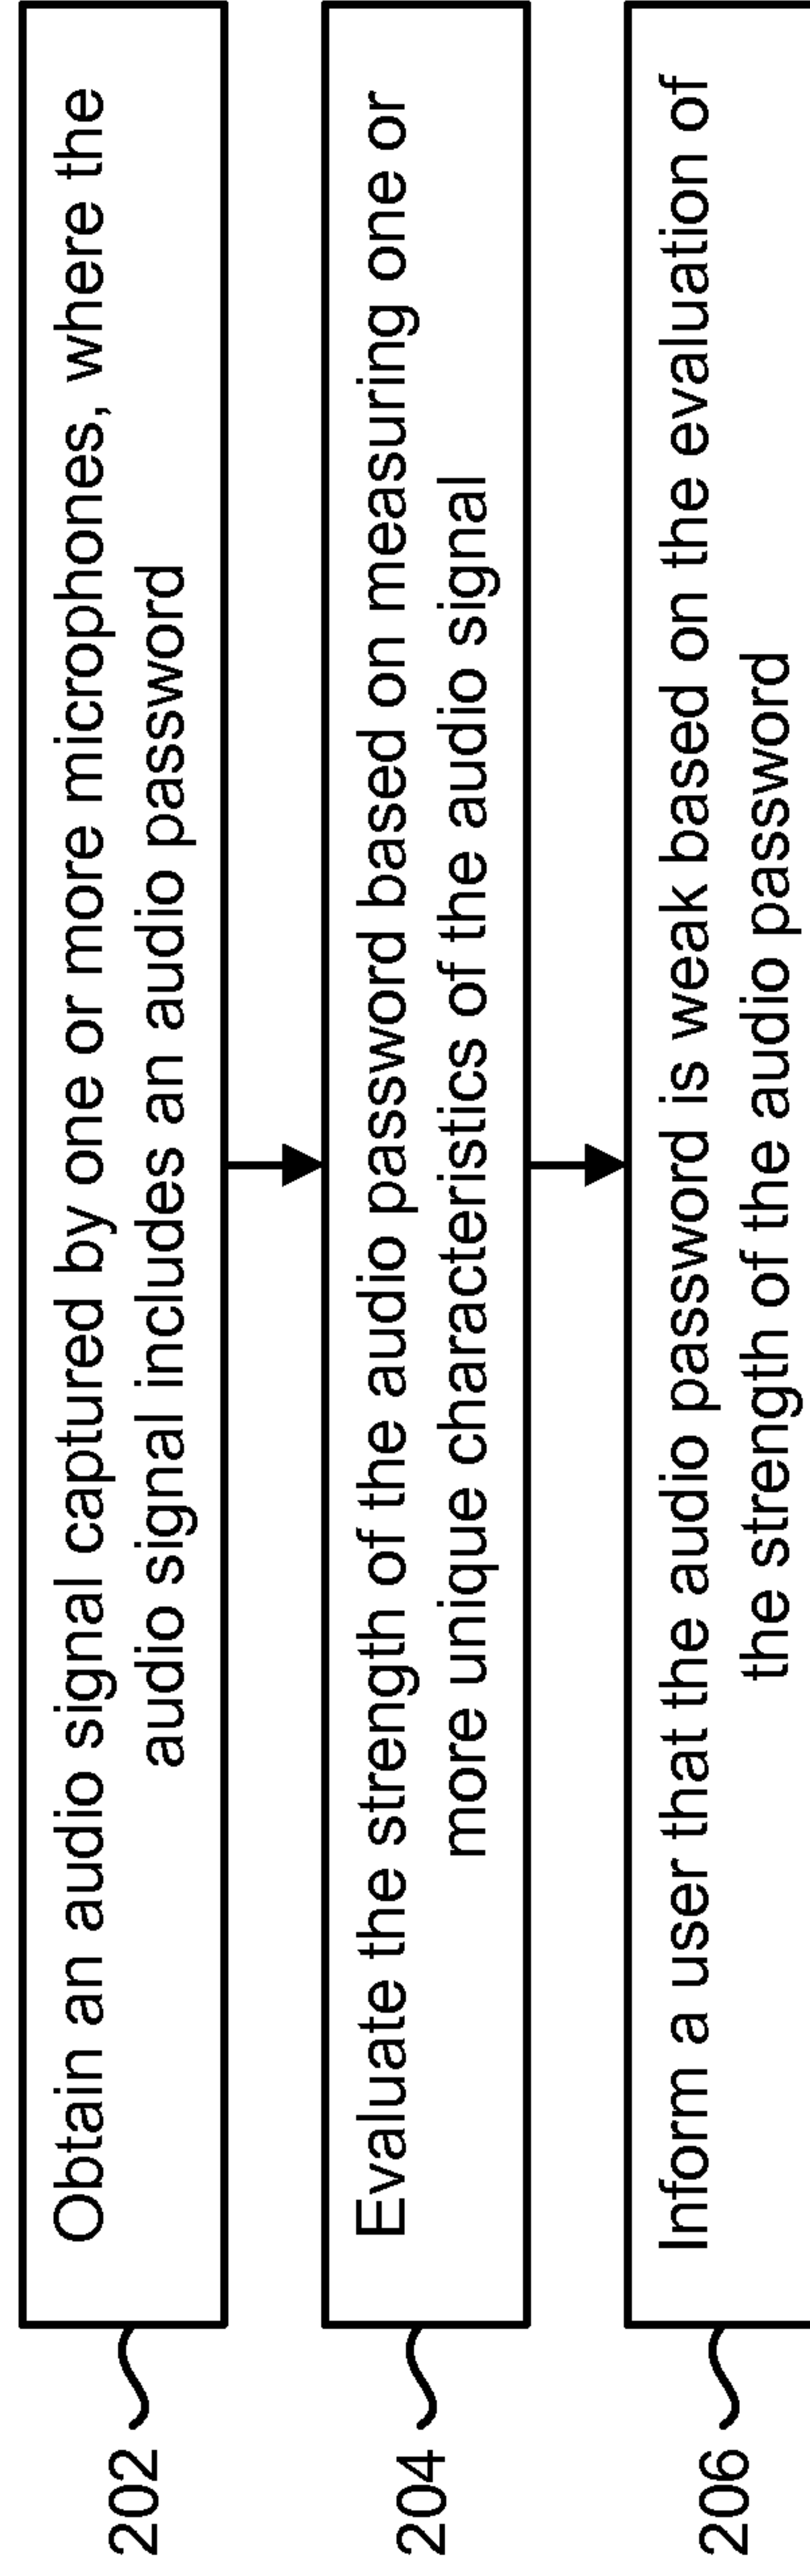 202
Obtain an audio signal captured by one or more microphones, where the
audio signal includes an audio password
204
Evaluate the strength of the audio password based on measuring one or
more unique characteristics of the audio signal
206
Inform a user that the audio password is weak based on the evaluation of
the strength of the audio password